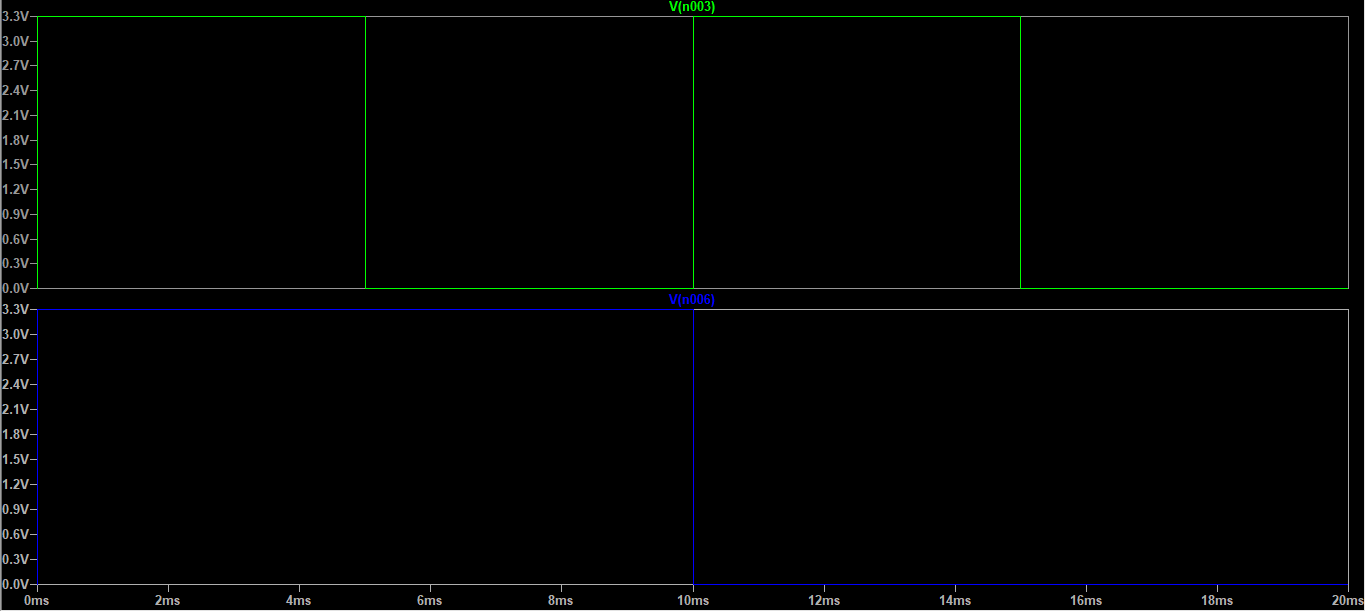 V(n003)
3.3V
3.0V
2.7V
2.4V
2.1V
1.8V
1.5V
1.2V
0.9V
0.6V
0.3V
0.0V
V(n006)
3.3V
3.0V
2.7V
2.4V
2.1V
1.8V
1.5V
1.2V
0.9V
0.6V
0.3V
0.0V
0ms 2ms 4ms 6ms 8ms 10ms 12ms 14ms 16ms 18ms 20ms